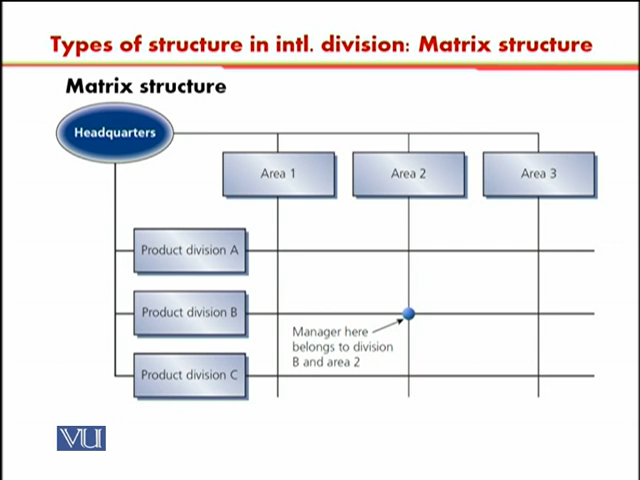 Types of structure in intl. division: Matrix structure
Matrix structure
Headquarters
Area 1
Area 2
Area 3
Product division A
Product division B
Manager here
belongs to division
B and area 2
Product division C
VU